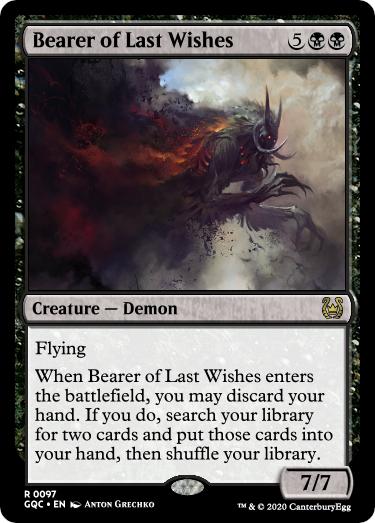 Bearer of Last Wishes 5
Creature — Demon
Flying
When Bearer of Last Wishes enters
the battlefield, you may discard your
hand. If you do, search your library
for two cards and put those cards into
your hand, then shuffle your library.
7/7
R 0097
GQC • EN Anton Grechko
™ & © 2020 CanterburyEgg